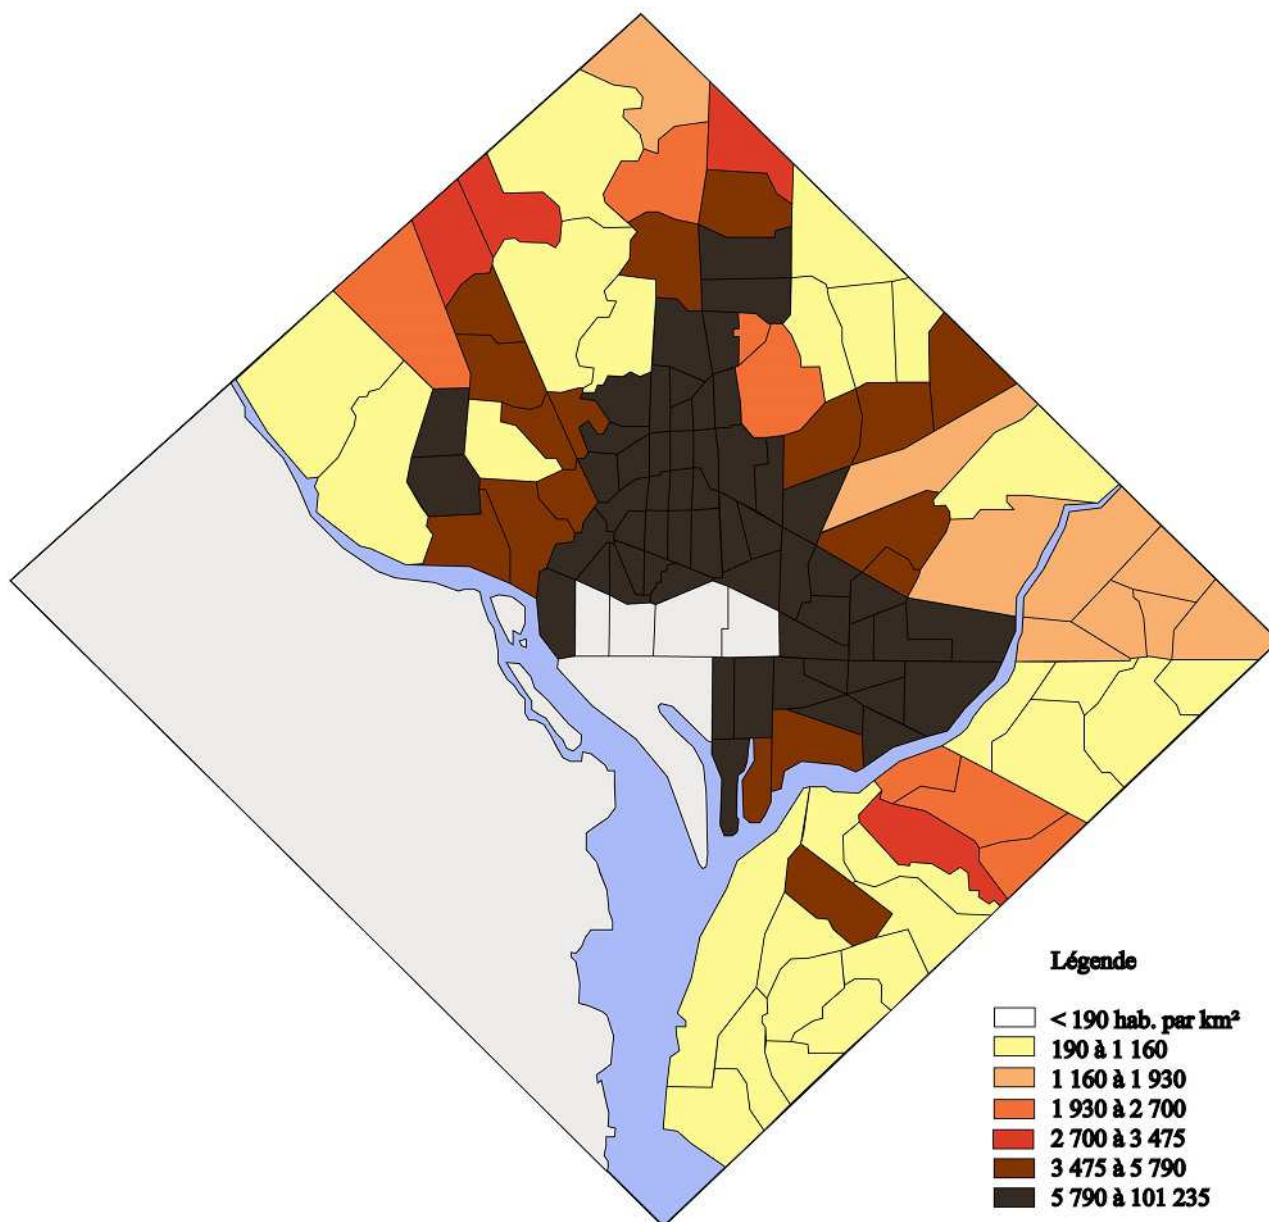 Légende
< 190 hab. par km²
190 à 1 160
1 160 à 1 930
1 930 à 2 700
2 700 à 3 475
3 475 à 5 790
5 790 à 101 235